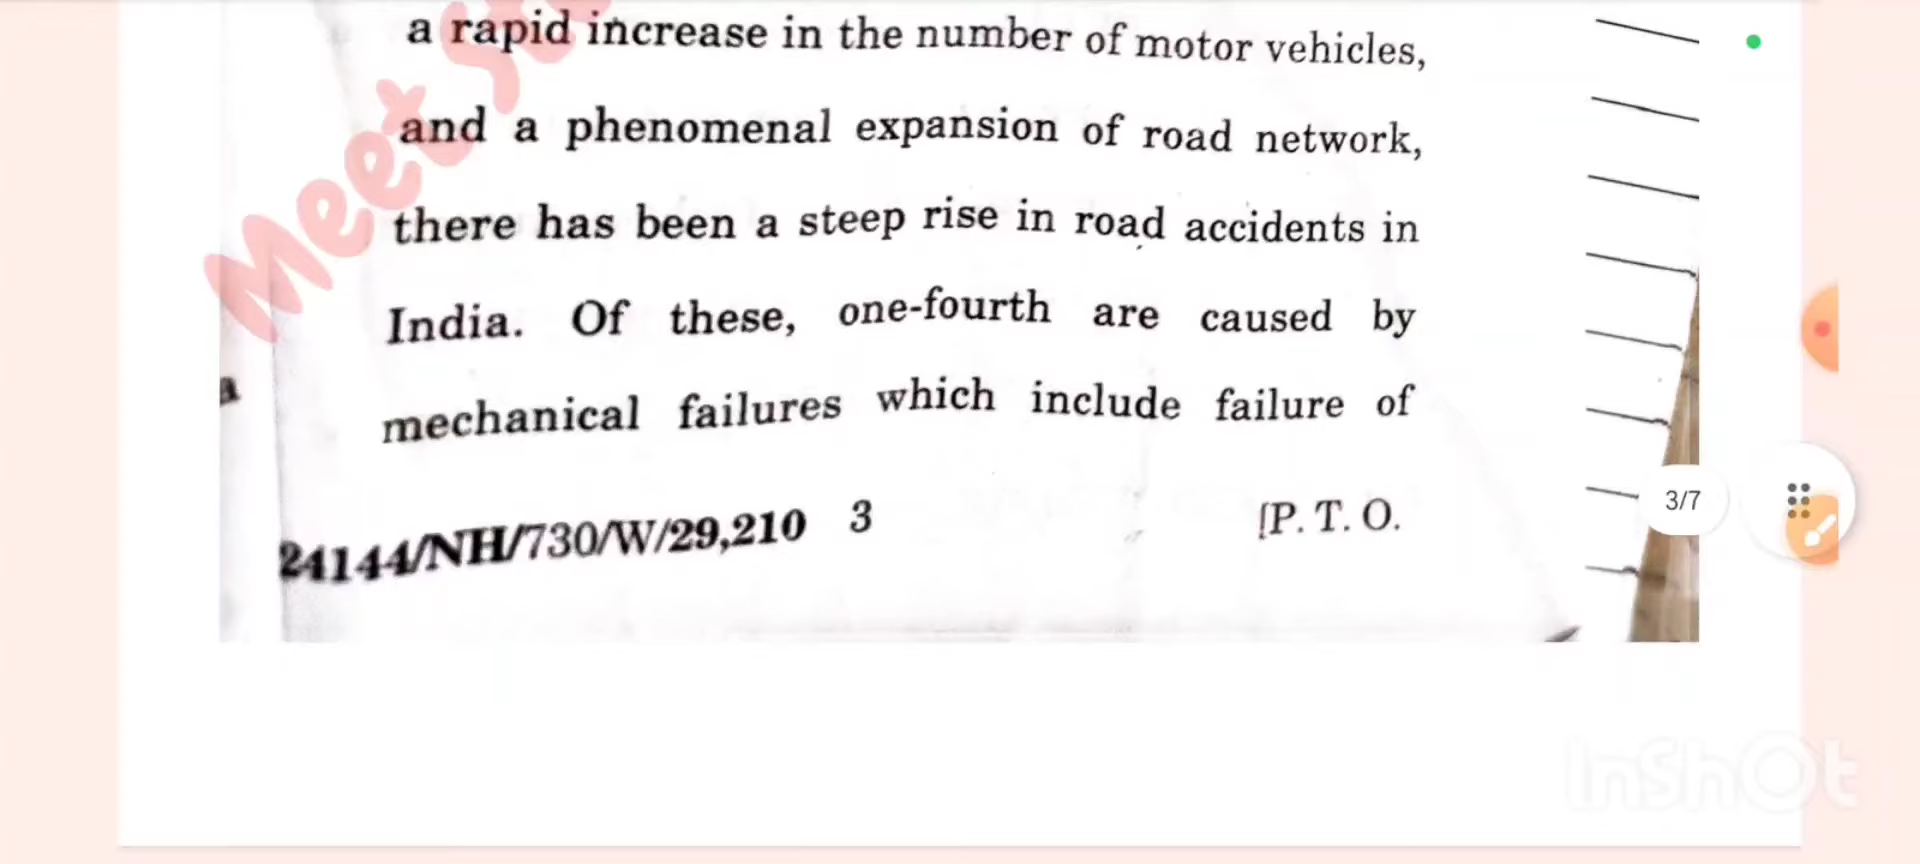 a rapid increase in the number of motor vehicles,
and a phenomenal expansion of road network,
there has been a steep rise in road accidents in
India. Of these, one-fourth are caused by
mechanical failures which include failure of
24144/NH/730/W/29,210 3 [P. T. O.
3/7
Meet
InShOt